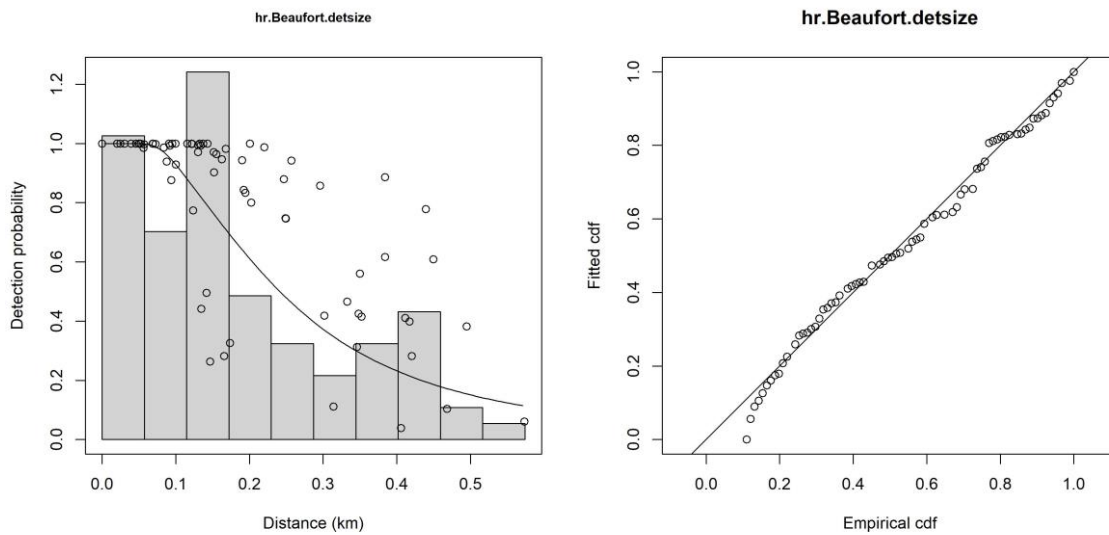 hr.Beaufort.detsize
Detection probability
0.0 0.2 0.4 0.6 0.8 1.0 1.2
0.0 0.1 0.2 0.3 0.4 0.5
Distance (km)
hr.Beaufort.detsize
Fitted cdf
0.0 0.2 0.4 0.6 0.8 1.0
0.0 0.2 0.4 0.6 0.8 1.0
Empirical cdf